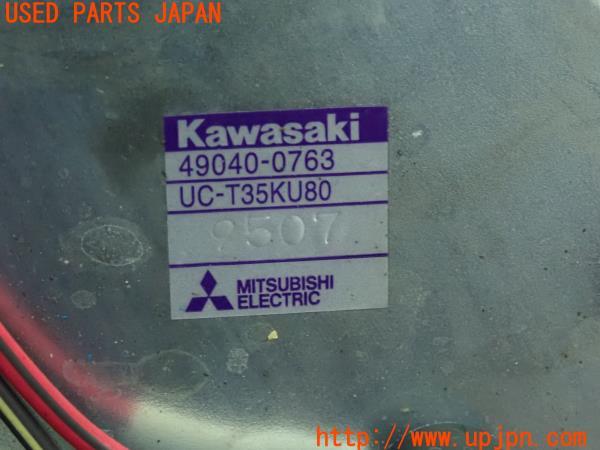 USED PARTS JAPAN
Kawasaki
49040-0763
UC-T35KU80
9507
MITSUBISHI
ELECTRIC
http://www.upjpn.com